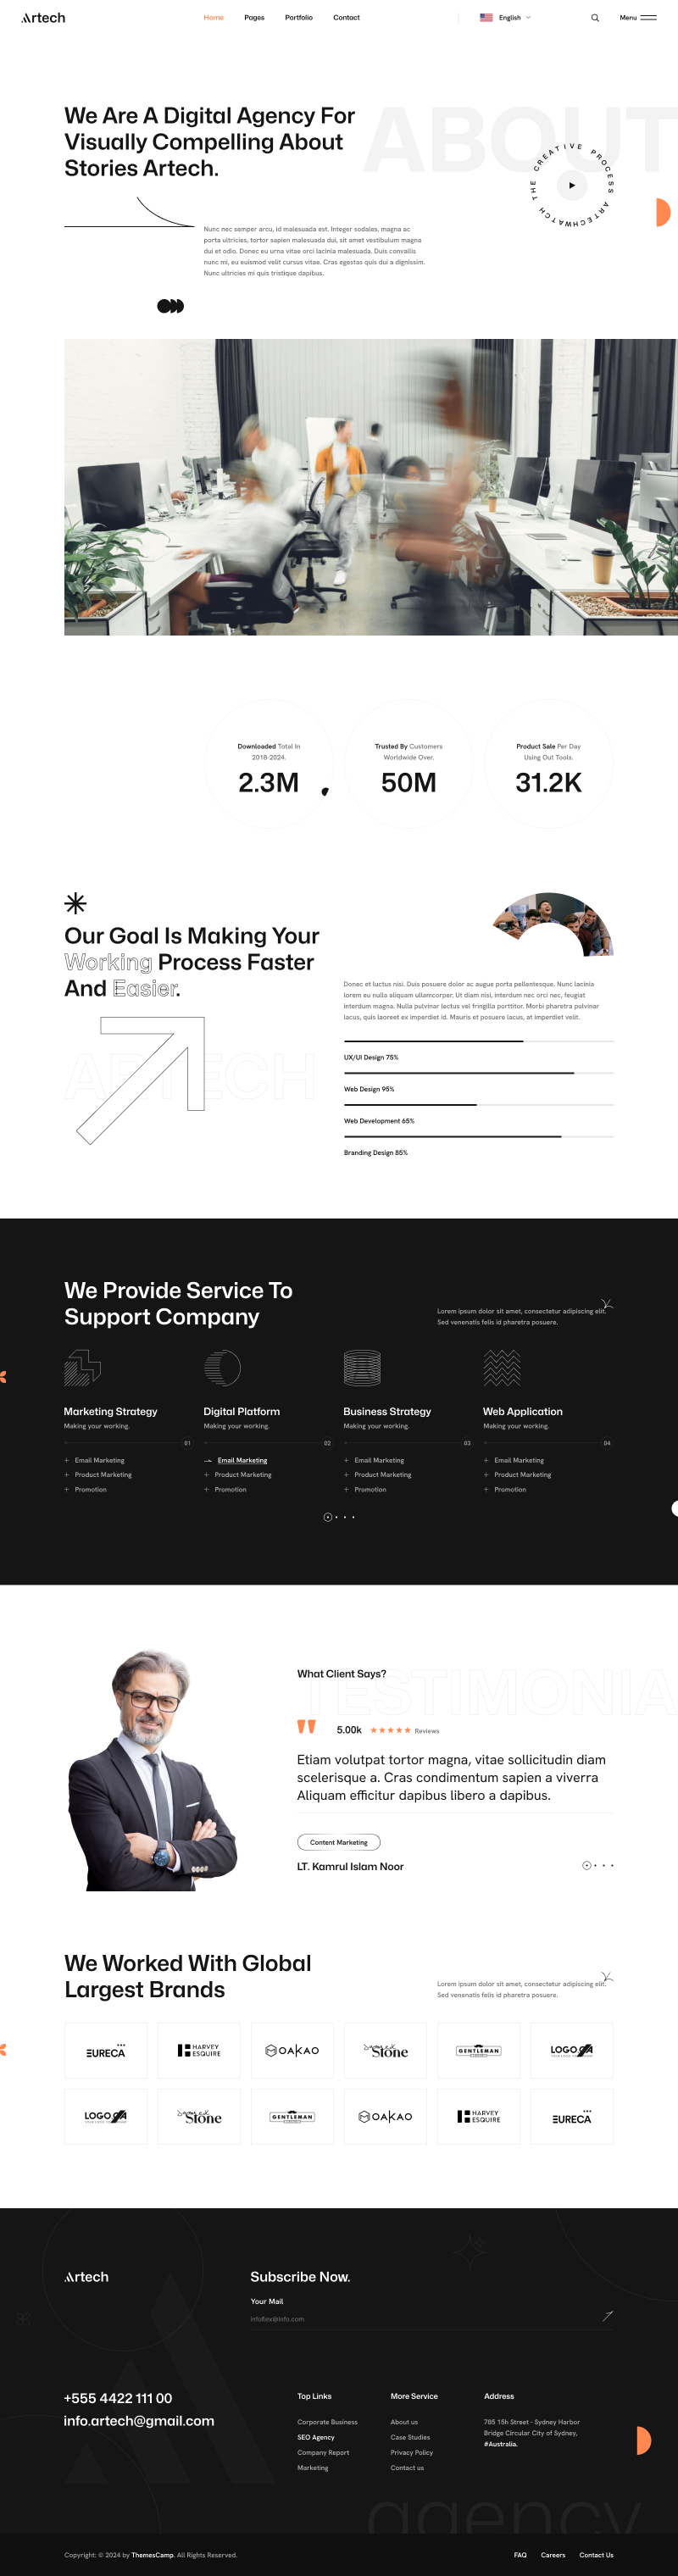 Artech
Home Pages Portfolio Contact
English
Menu
ABOUT
We Are A Digital Agency For
Visually Compelling About
Stories Artech.
THE CREATIVE PROCESS ARTECHWATCH
Nunc nec semper arcu, id malesuada est. Integer sodales, magna ac
porta ultricies, tortor sapien malesuada dui, sit amet vestibulum magna
dui et odio. Donec eu urna vitae orci lacinia malesuada. Duis convallis
nunc mi, eu euismod velit cursus vitae. Cras egestas quis dui a dignissim.
Nunc ultricies mi quis tristique dapibus.
Downloaded Total In
2018-2024.
2.3M
Trusted By Customers
Worldwide Over.
50M
Product Sale Per Day
Using Out Tools.
31.2K
Our Goal Is Making Your
Working Process Faster
And Easier.
ARTECH
Donec et luctus nisi. Duis posuere dolor ac augue porta pellentesque. Nunc lacinia
lorem eu nulla aliquam ullamcorper. Ut diam nisi, interdum nec orci nec, feugiat
interdum magna. Nulla pulvinar lectus vel fringilla porttitor. Morbi pharetra pulvinar
lacus, quis laoreet ex imperdiet id. Mauris et posuere lacus, at imperdiet velit.
UX/UI Design 75%
Web Design 95%
Web Development 65%
Branding Design 85%
We Provide Service To
Support Company
Lorem ipsum dolor sit amet, consectetur adipiscing elit.
Sed venenatis felis id pharetra posuere.
Marketing Strategy
Making your working.
01
Email Marketing
Product Marketing
Promotion
Digital Platform
Making your working.
02
Email Marketing
Product Marketing
Promotion
Business Strategy
Making your working.
03
Email Marketing
Product Marketing
Promotion
Web Application
Making your working.
04
Email Marketing
Product Marketing
Promotion
TESTIMONIA
What Client Says?
5.00k ★★★★★ Reviews
Etiam volutpat tortor magna, vitae sollicitudin diam
scelerisque a. Cras condimentum sapien a viverra
Aliquam efficitur dapibus libero a dapibus.
Content Marketing
LT. Kamrul Islam Noor
We Worked With Global
Largest Brands
Lorem ipsum dolor sit amet, consectetur adipiscing elit.
Sed venenatis felis id pharetra posuere.
EURECA
HARVEY
ESQUIRE
OAKAO
Stone
GENTLEMAN
LOGO
LOGO
Stone
GENTLEMAN
OAKAO
HARVEY
ESQUIRE
EURECA
Artech
Subscribe Now.
Your Mail
infoflex@info.com
+555 4422 111 00
info.artech@gmail.com
Top Links
Corporate Business
SEO Agency
Company Report
Marketing
More Service
About us
Case Studies
Privacy Policy
Contact us
Address
785 15h Street - Sydney Harbor
Bridge Circular City of Sydney,
#Australia.
agency
Copyright: © 2024 by ThemesCamp. All Rights Reserved.
FAQ Careers Contact Us